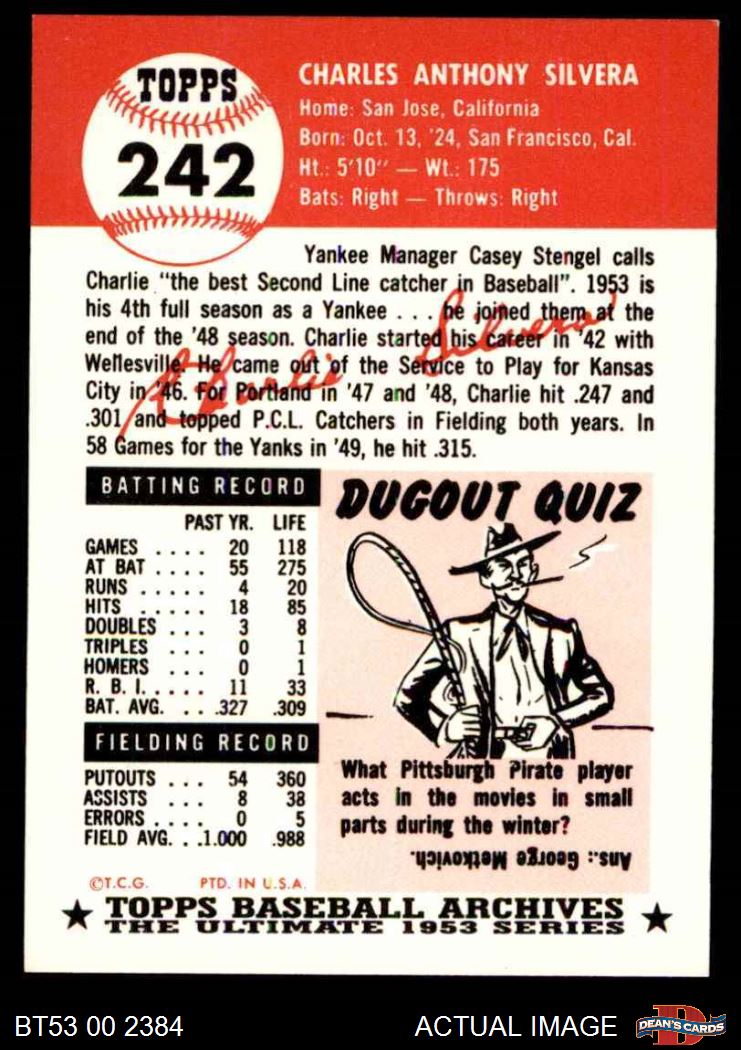 TOPPS
242
CHARLES ANTHONY SILVERA
Home: San Jose, California
Born: Oct. 13, '24, San Francisco, Cal.
Ht.: 5'10" — Wt.: 175
Bats: Right — Throws: Right
Yankee Manager Casey Stengel calls
Charlie "the best Second Line catcher in Baseball". 1953 is
his 4th full season as a Yankee . . . he joined them at the
end of the '48 season. Charlie started his career in '42 with
Wellesville. He came out of the Service to Play for Kansas
City in '46. For Portland in '47 and '48, Charlie hit .247 and
.301 and topped P.C.L. Catchers in Fielding both years. In
58 Games for the Yanks in '49, he hit .315.
Charlie Silvera
BATTING RECORD
PAST YR. LIFE
GAMES . . . . 20 118
AT BAT . . . . 55 275
RUNS . . . . . 4 20
HITS . . . . . 18 85
DOUBLES . . . 3 8
TRIPLES . . . 0 1
HOMERS . . . 0 1
R. B. I. . . . . . 11 33
BAT. AVG. . . .327 .309
FIELDING RECORD
PUTOUTS . . . 54 360
ASSISTS . . . 8 38
ERRORS . . . . 0 5
FIELD AVG. . .1.000 .988
DUGOUT QUIZ
What Pittsburgh Pirate player
acts in the movies in small
parts during the winter?
Ans.: George Metkovich.
©T.C.G. PTD. IN U.S.A.
★ TOPPS BASEBALL ARCHIVES ★
THE ULTIMATE 1953 SERIES
BT53 00 2384 ACTUAL IMAGE DEAN'S CARDS